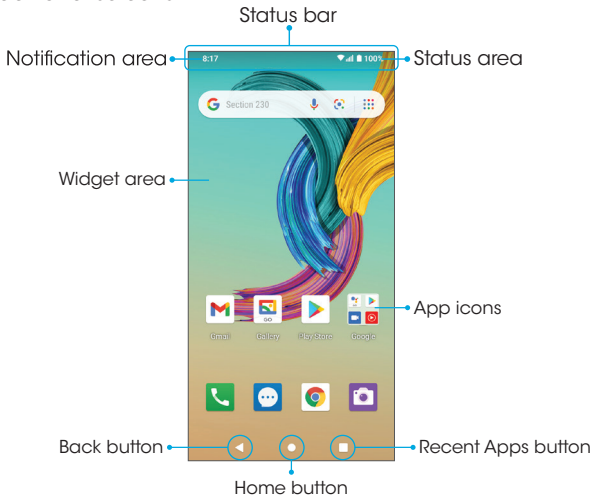 Status bar
Notification area
8:17
100%
Status area
G Section 230
Widget area
GO
Gmail
Gallery
Play Store
Google
App icons
Back button
Recent Apps button
Home button